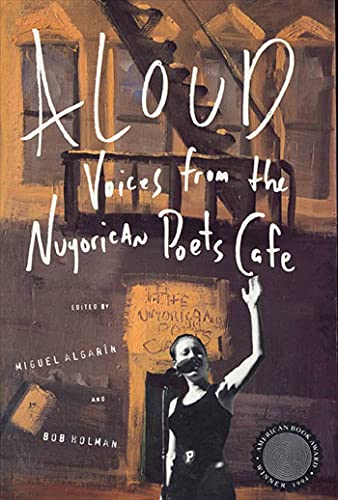 ALOUD
Voices from the
Nuyorican Poets Cafe
EDITED BY
MIGUEL ALGARÍN
AND
BOB HOLMAN
THE
NUYORICAN
POETS
CAFE
AMERICAN BOOK AWARD
WINNER 1994